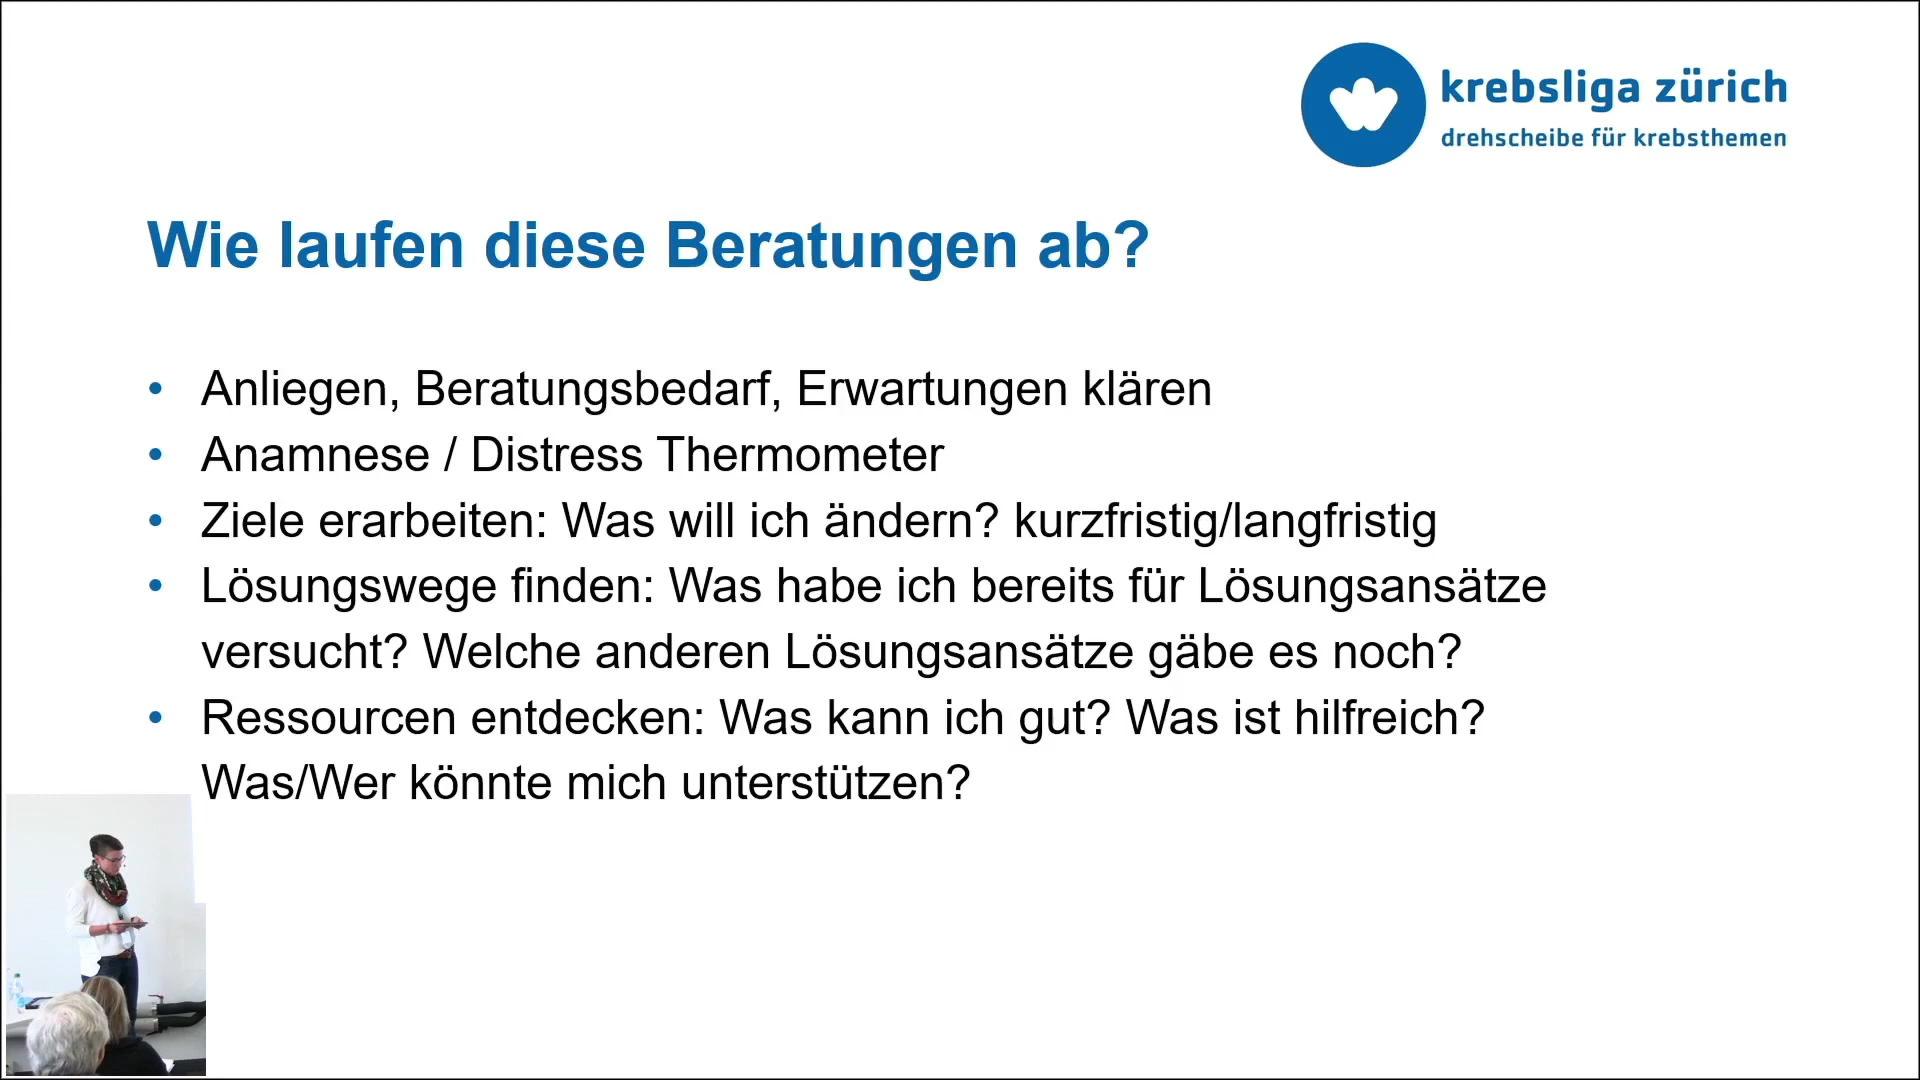 krebsliga zürich
drehscheibe für krebsthemen
Wie laufen diese Beratungen ab?
• Anliegen, Beratungsbedarf, Erwartungen klären
• Anamnese / Distress Thermometer
• Ziele erarbeiten: Was will ich ändern? kurzfristig/langfristig
• Lösungswege finden: Was habe ich bereits für Lösungsansätze
versucht? Welche anderen Lösungsansätze gäbe es noch?
• Ressourcen entdecken: Was kann ich gut? Was ist hilfreich?
Was/Wer könnte mich unterstützen?